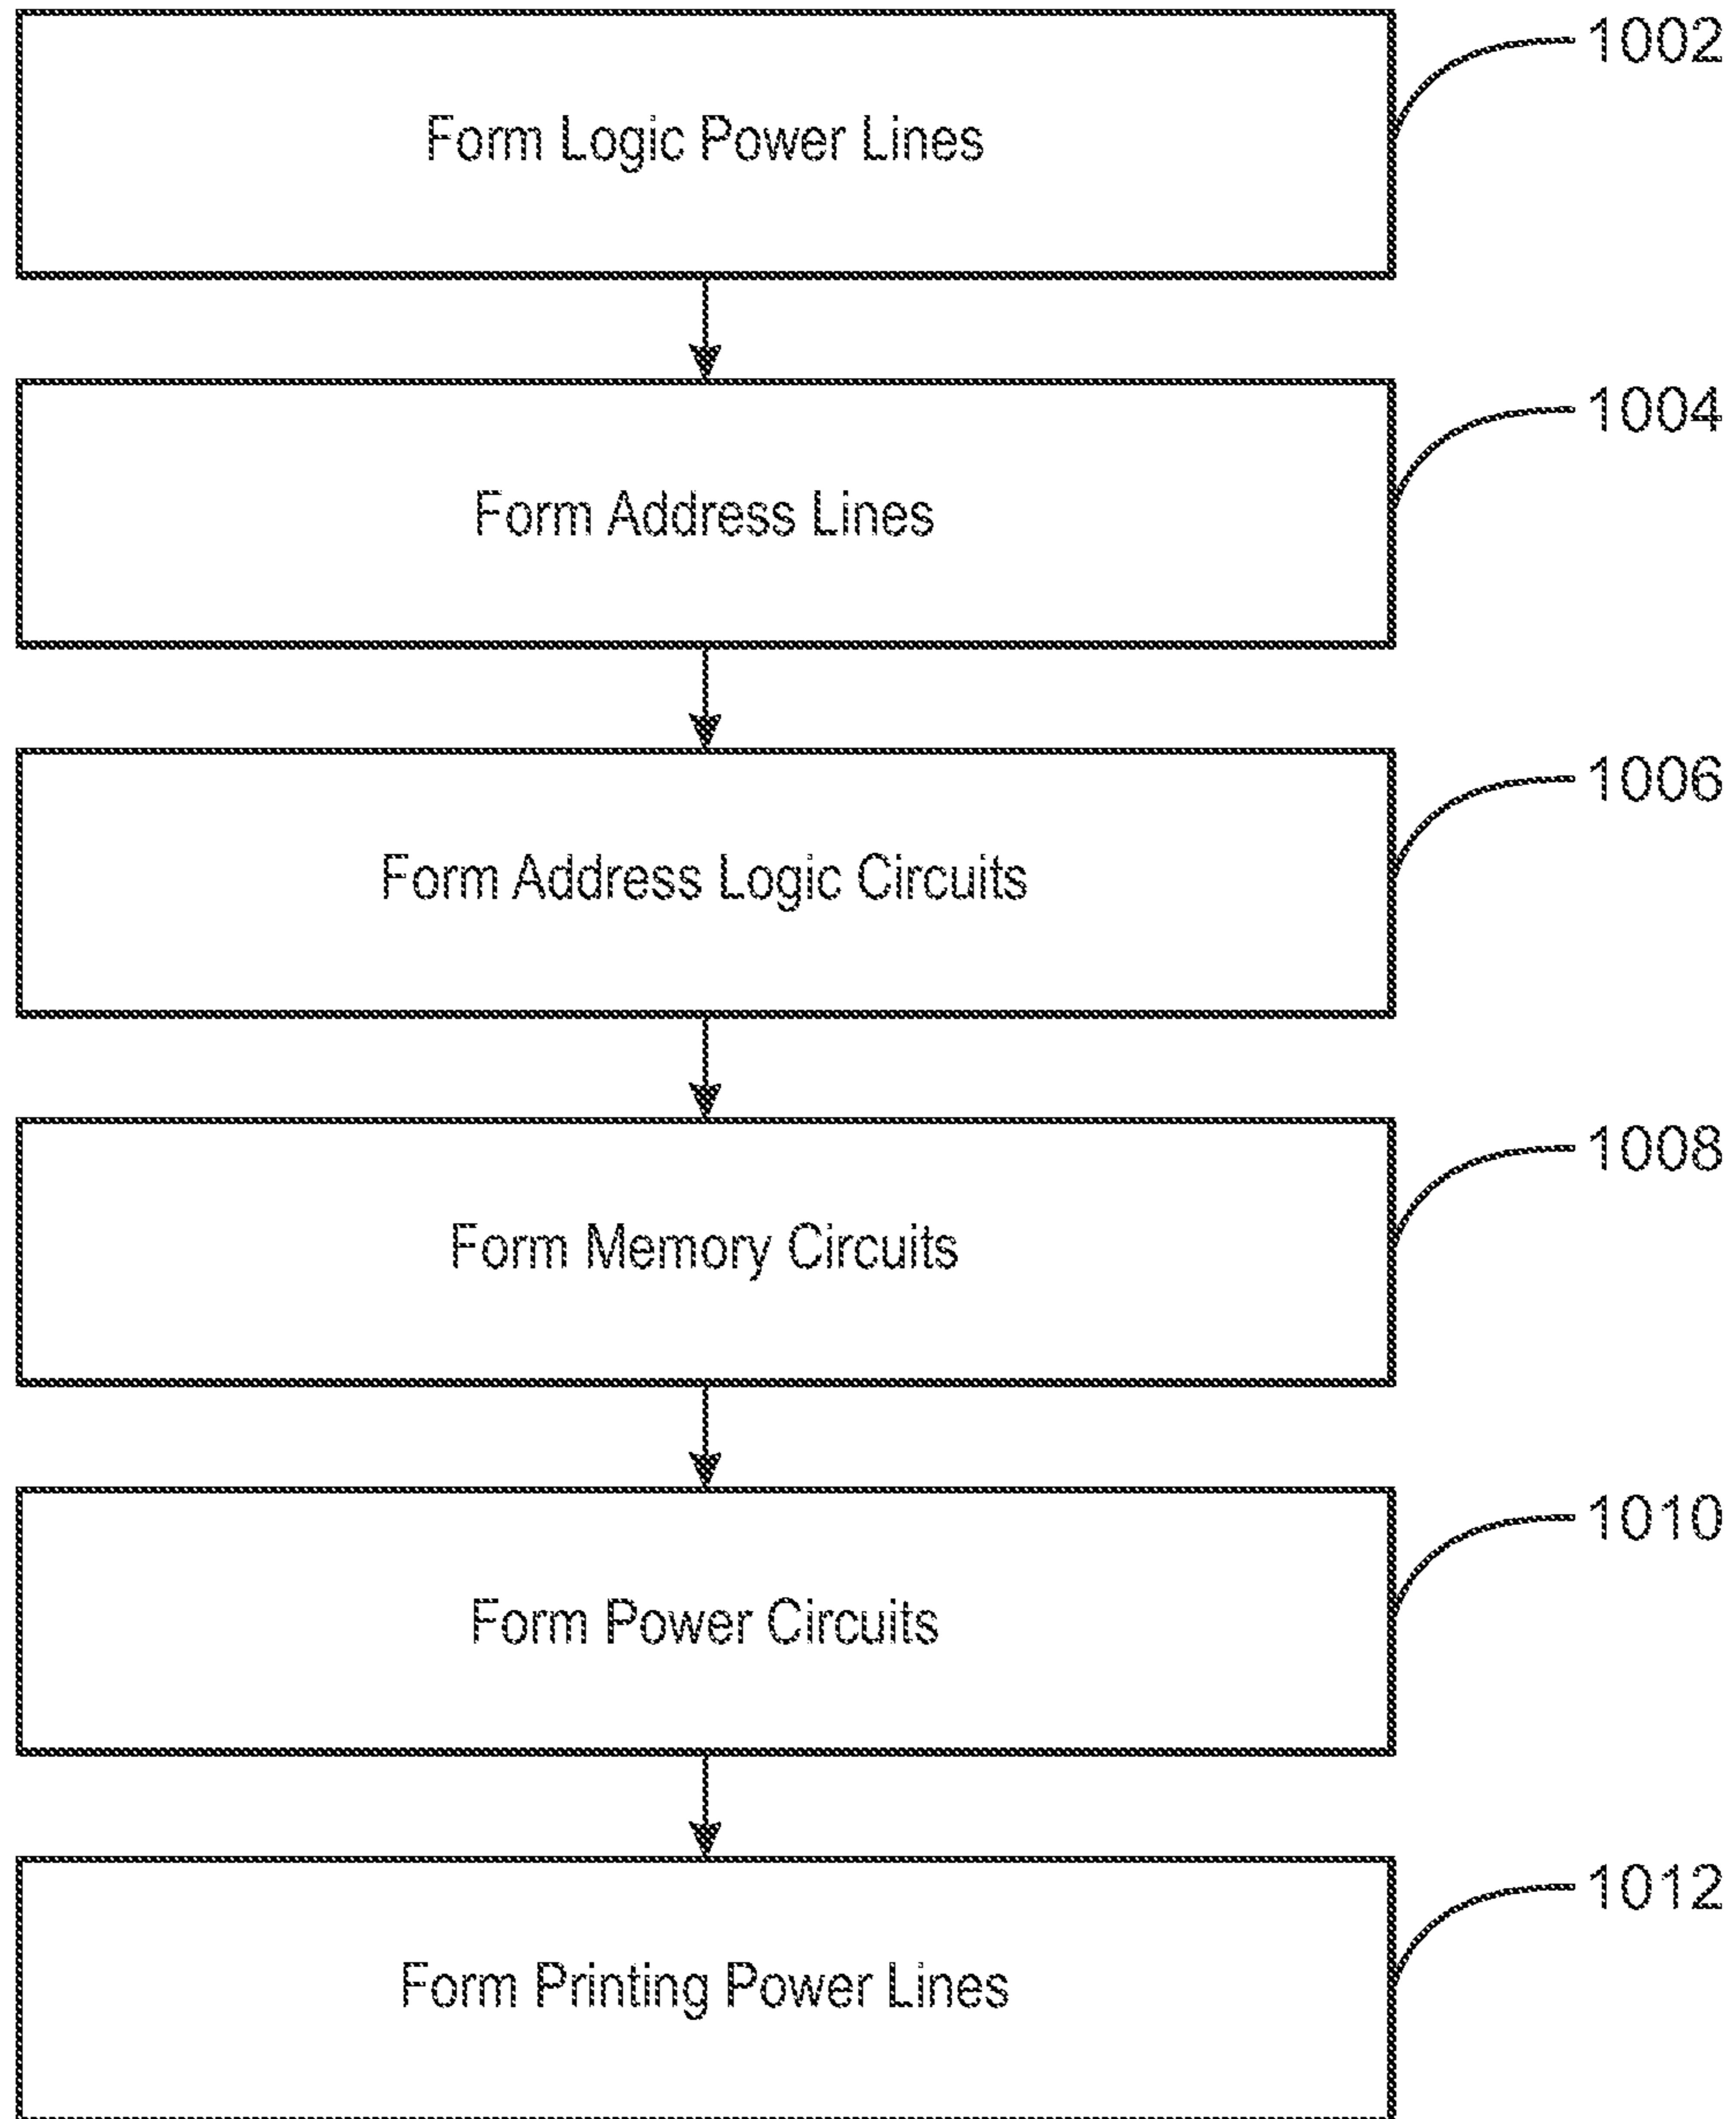 1002
Form Logic Power Lines
1004
Form Address Lines
1006
Form Address Logic Circuits
1008
Form Memory Circuits
1010
Form Power Circuits
1012
Form Printing Power Lines